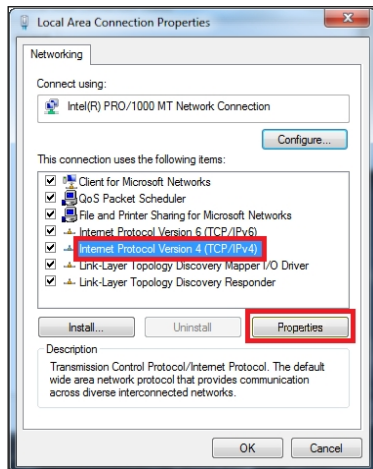 Local Area Connection Properties
Networking
Connect using:
Intel(R) PRO/1000 MT Network Connection
Configure...
This connection uses the following items:
Client for Microsoft Networks
QoS Packet Scheduler
File and Printer Sharing for Microsoft Networks
Internet Protocol Version 6 (TCP/IPv6)
Internet Protocol Version 4 (TCP/IPv4)
Link-Layer Topology Discovery Mapper I/O Driver
Link-Layer Topology Discovery Responder
Install...
Uninstall
Properties
Description
Transmission Control Protocol/Internet Protocol. The default
wide area network protocol that provides communication
across diverse interconnected networks.
OK
Cancel